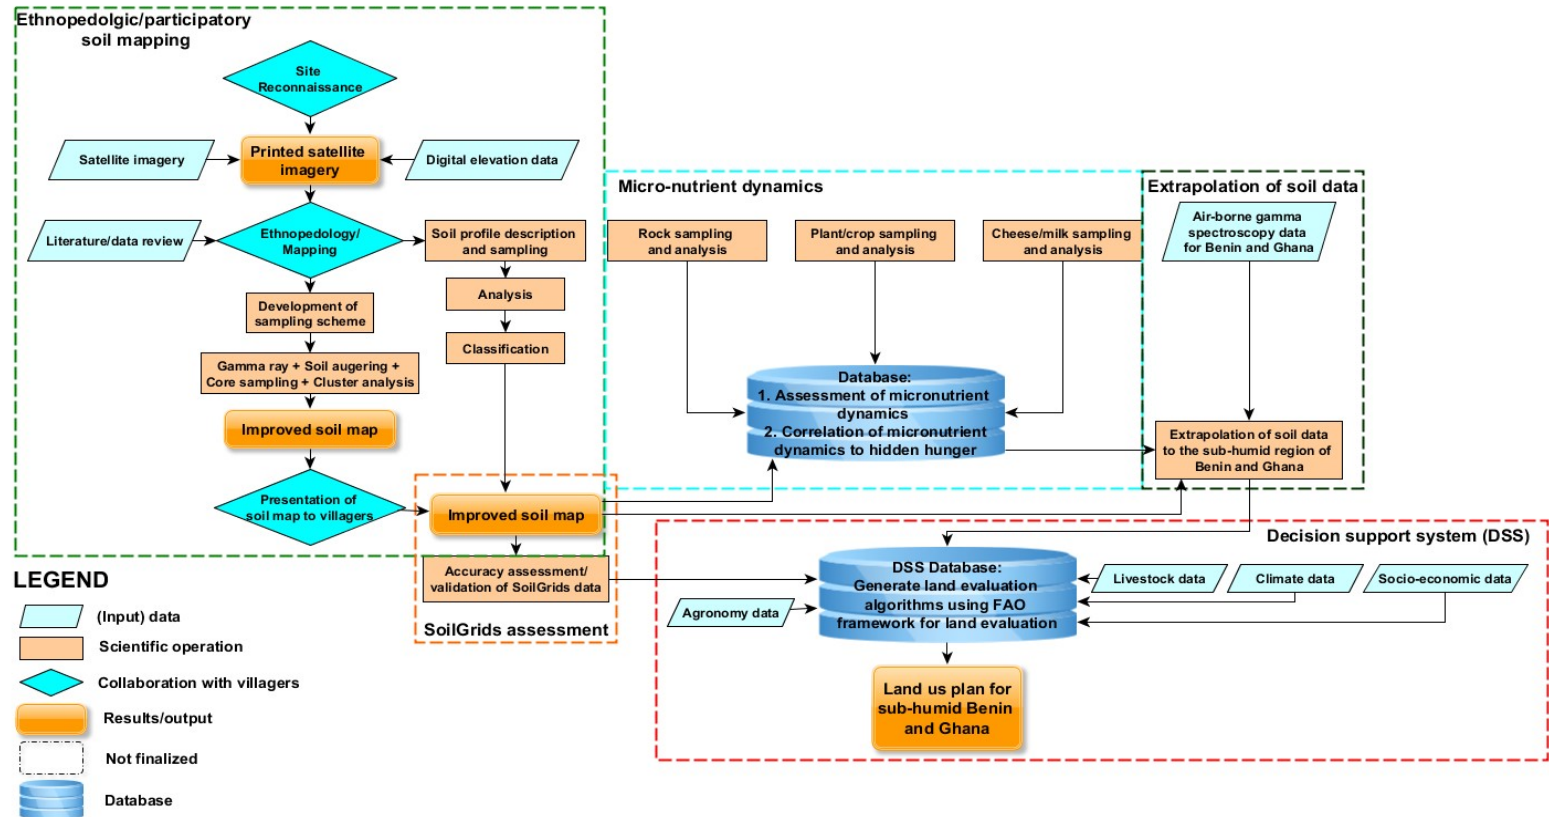 Ethnopedolgic/participatory
soil mapping
Site
Reconnaissance
Satellite imagery
Printed satellite
imagery
Digital elevation data
Literature/data review
Ethnopedology/
Mapping
Soil profile description
and sampling
Analysis
Classification
Development of
sampling scheme
Gamma ray + Soil augering +
Core sampling + Cluster analysis
Improved soil map
Presentation of
soil map to villagers
Improved soil map
Accuracy assessment/
validation of SoilGrids data
SoilGrids assessment
Micro-nutrient dynamics
Rock sampling
and analysis
Plant/crop sampling
and analysis
Cheese/milk sampling
and analysis
Database:
1. Assessment of micronutrient
dynamics
2. Correlation of micronutrient
dynamics to hidden hunger
Extrapolation of soil data
Air-borne gamma
spectroscopy data
for Benin and Ghana
Extrapolation of soil data
to the sub-humid region of
Benin and Ghana
Decision support system (DSS)
DSS Database:
Generate land evaluation
algorithms using FAO
framework for land evaluation
Agronomy data
Livestock data
Climate data
Socio-economic data
Land us plan for
sub-humid Benin
and Ghana
LEGEND
(Input) data
Scientific operation
Collaboration with villagers
Results/output
Not finalized
Database